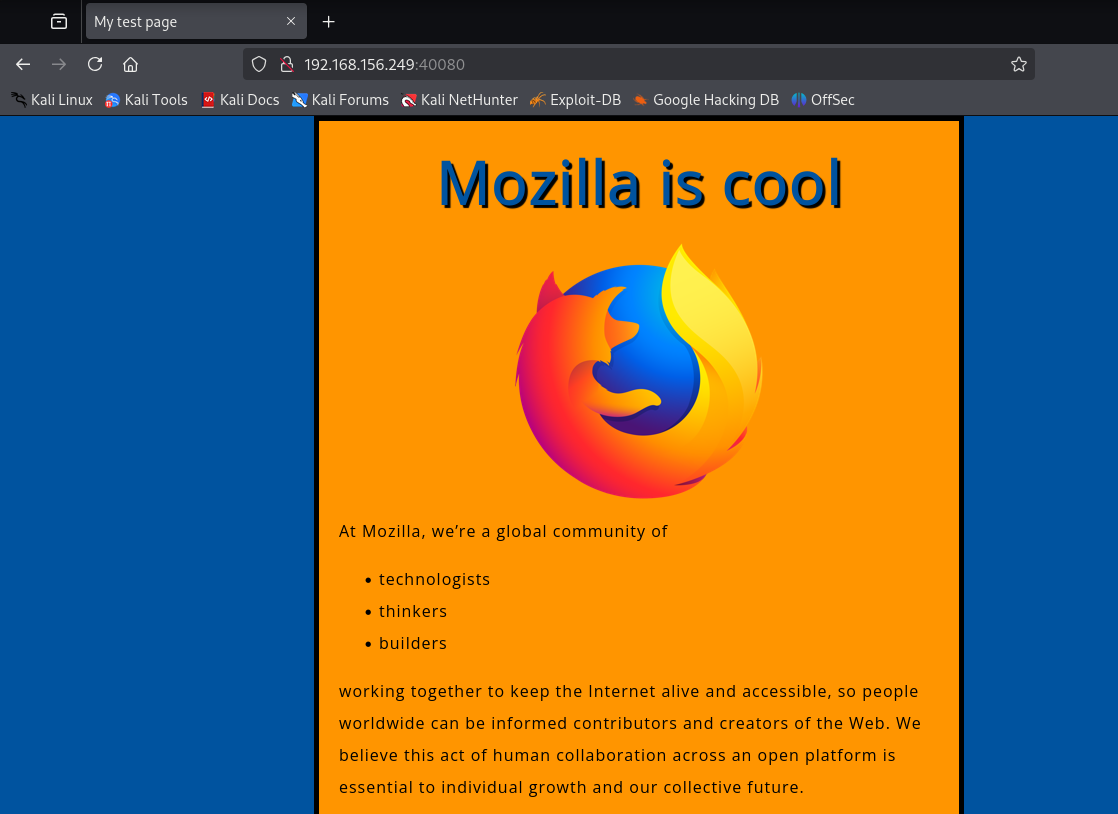 My test page
192.168.156.249:40080
Kali Linux Kali Tools Kali Docs Kali Forums Kali NetHunter Exploit-DB Google Hacking DB OffSec
Mozilla is cool
At Mozilla, we’re a global community of
• technologists
• thinkers
• builders
working together to keep the Internet alive and accessible, so people
worldwide can be informed contributors and creators of the Web. We
believe this act of human collaboration across an open platform is
essential to individual growth and our collective future.